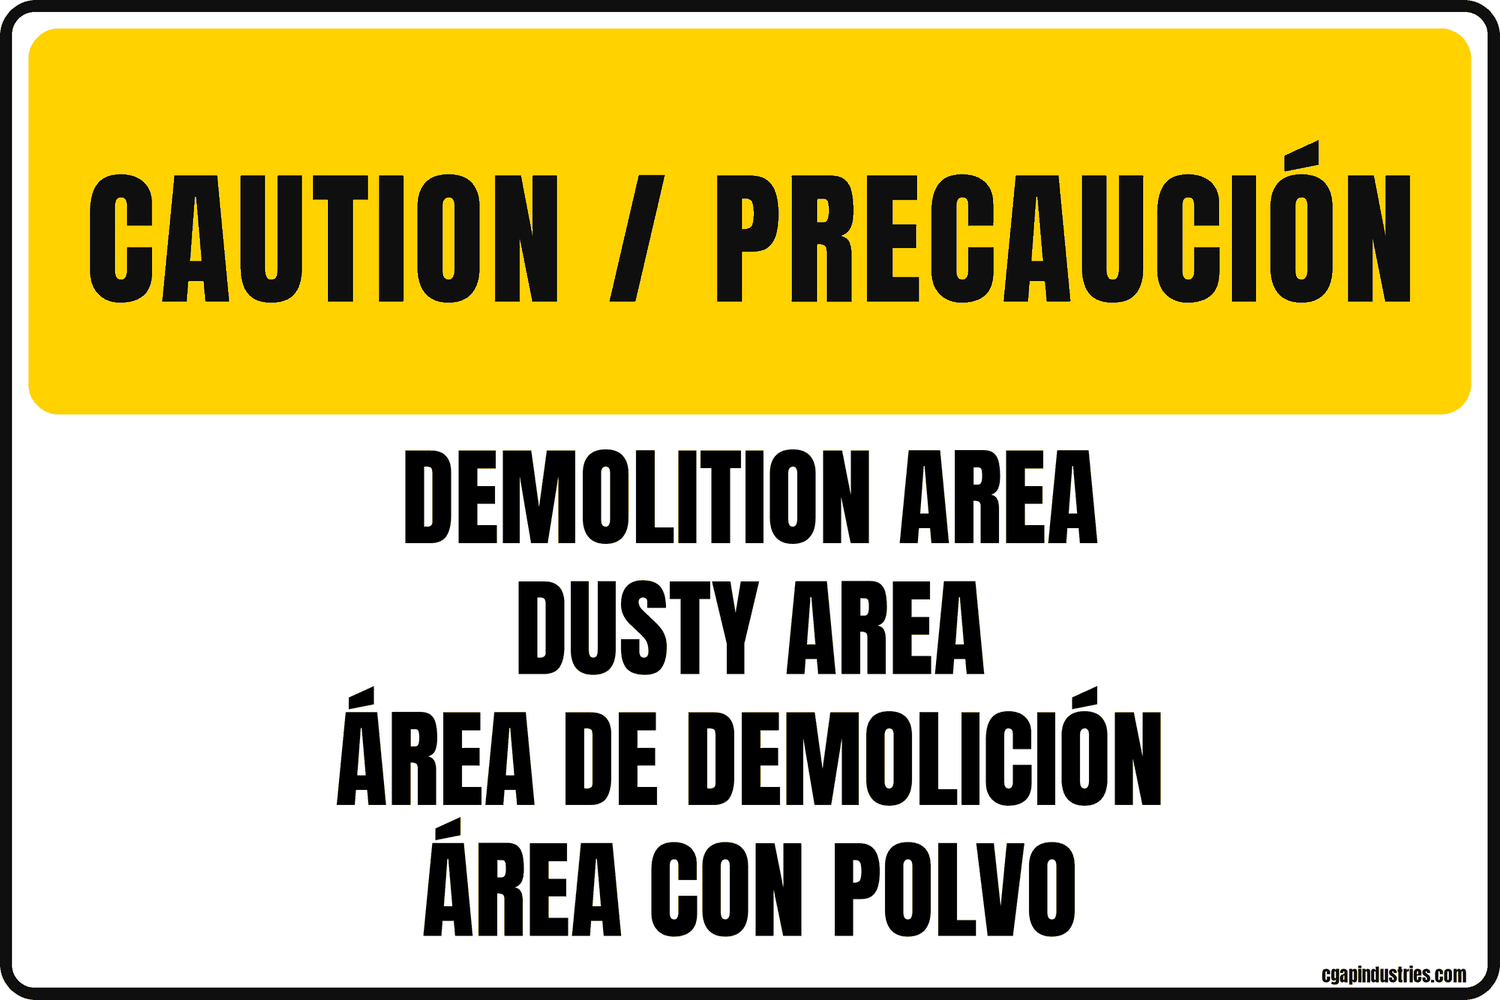 CAUTION / PRECAUCIÓN
DEMOLITION AREA
DUSTY AREA
ÁREA DE DEMOLICIÓN
ÁREA CON POLVO
cgapindustries.com